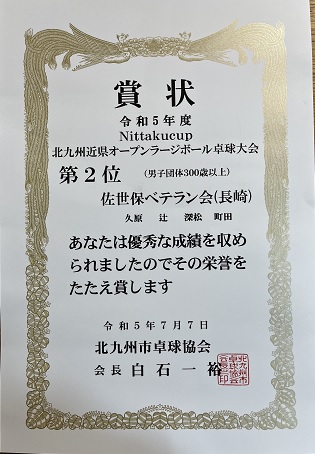 賞状
令和5年度
Nittakucup
北九州近県オープンラージボール卓球大会
第2位 (男子団体300歳以上)
佐世保ベテラン会(長崎)
久原 辻 深松 町田
あなたは優秀な成績を収め
られましたのでその栄誉を
たたえ賞します
令和5年7月7日
北九州市卓球協会
会長 白石一裕